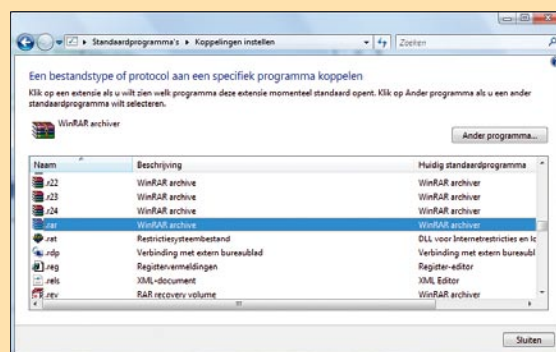 Standaardprogramma's ▸ Koppelingen instellen
Zoeken
Een bestandstype of protocol aan een specifiek programma koppelen
Klik op een extensie als u wilt zien welk programma deze extensie momenteel standaard opent. Klik op Ander programma als u een ander
standaardprogramma wilt selecteren.
WinRAR archiver
Ander programma...
Naam Beschrijving Huidig standaardprogramma
.r22 WinRAR archive WinRAR archiver
.r23 WinRAR archive WinRAR archiver
.r24 WinRAR archive WinRAR archiver
.rar WinRAR archive WinRAR archiver
.rat Restrictiesysteembestand DLL voor Internetrestricties en lo
.rdp Verbinding met extern bureaublad Verbinding met extern bureaubl
.reg Registervermeldingen Register-editor
.rels XML-document XML Editor
.rev RAR recovery volume WinRAR archiver
Sluiten